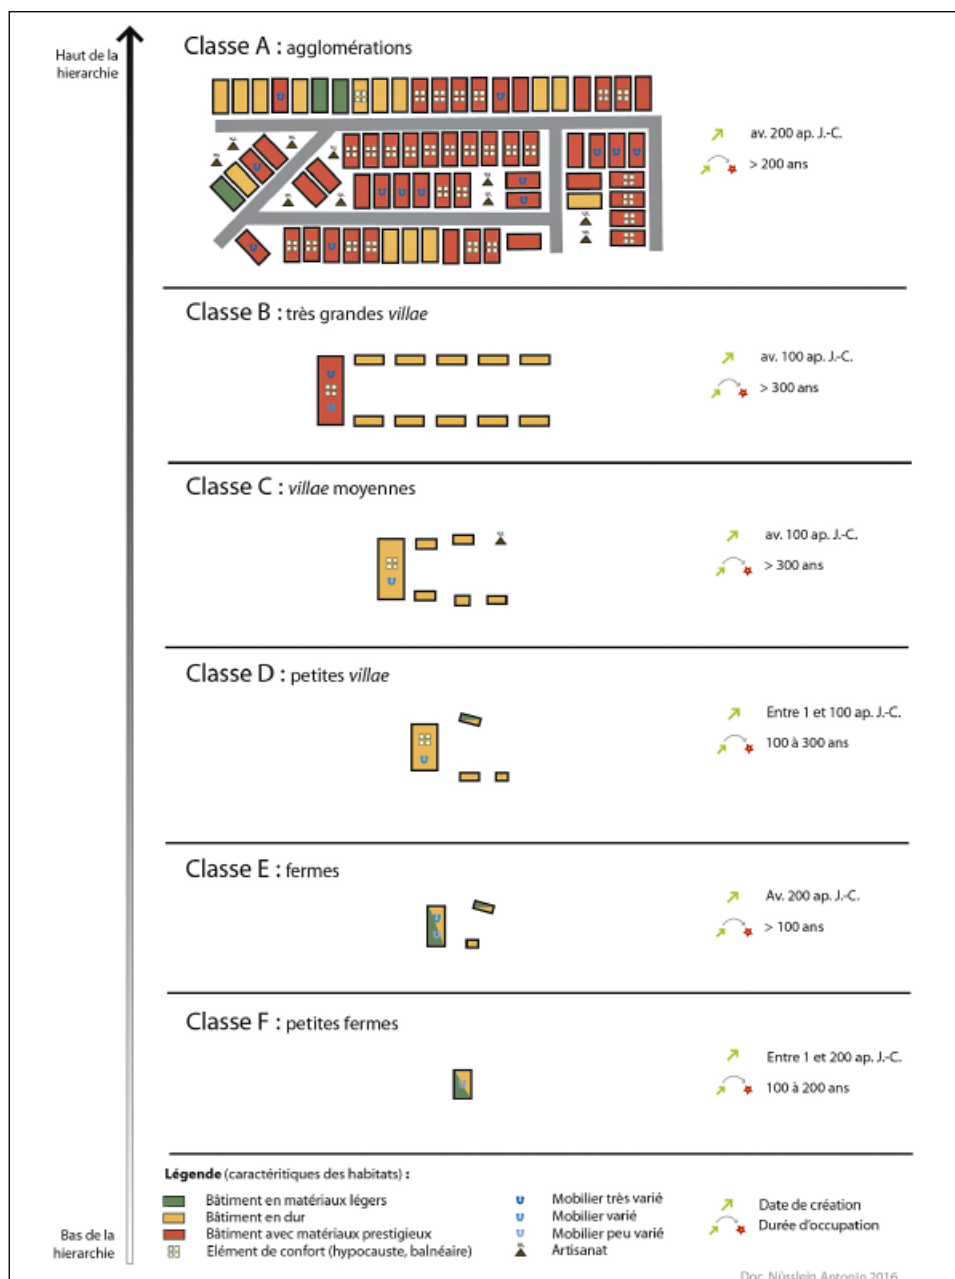 Haut de la
hierarchie
Classe A : agglomérations
av. 200 ap. J.-C.
> 200 ans
Classe B : très grandes villae
av. 100 ap. J.-C.
> 300 ans
Classe C : villae moyennes
av. 100 ap. J.-C.
> 300 ans
Classe D : petites villae
Entre 1 et 100 ap. J.-C.
100 à 300 ans
Classe E : fermes
Av. 200 ap. J.-C.
> 100 ans
Classe F : petites fermes
Entre 1 et 200 ap. J.-C.
100 à 200 ans
Légende (caractéritiques des habitats) :
Bâtiment en matériaux légers
Bâtiment en dur
Bâtiment avec matériaux prestigieux
Elément de confort (hypocauste, balnéaire)
Mobilier très varié
Mobilier varié
Mobilier peu varié
Artisanat
Date de création
Durée d'occupation
Bas de la
hierarchie
Doc. Nüsslein Antonin 2016